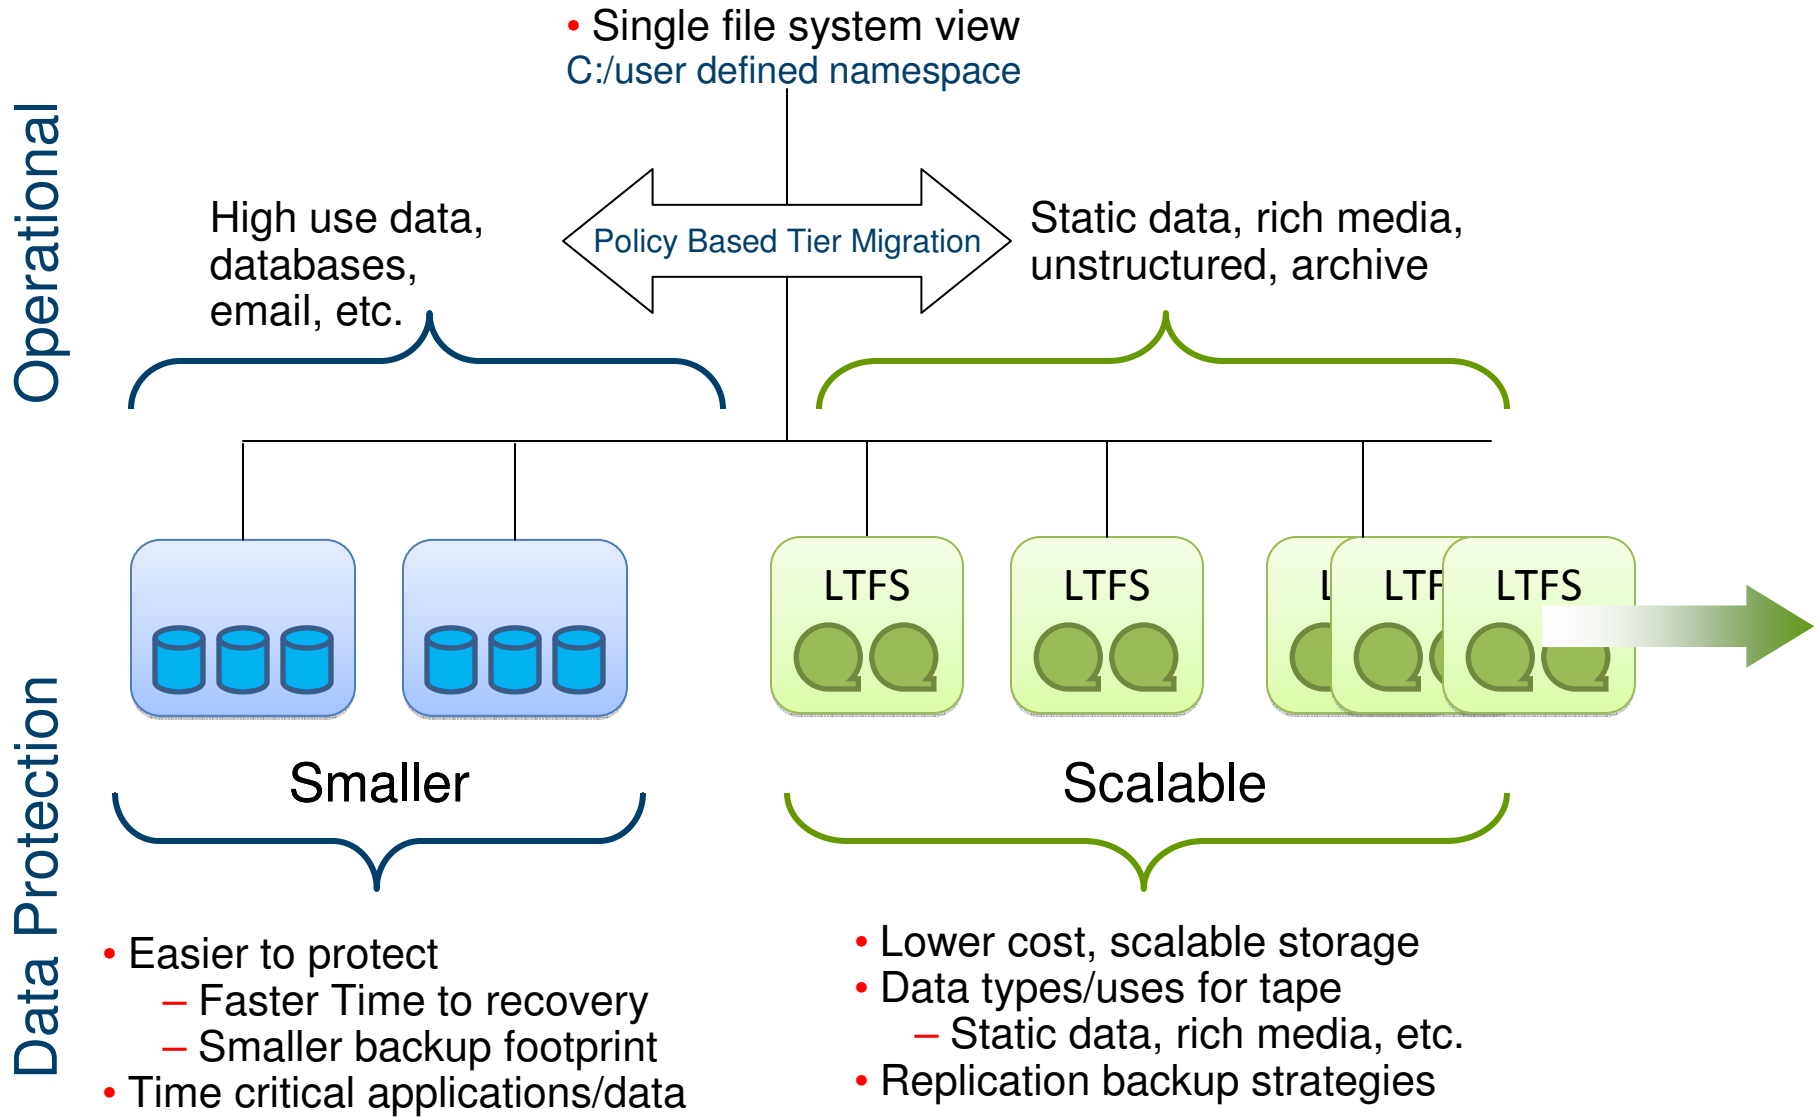 • Single file system view
C:/user defined namespace
Operational
High use data,
databases,
email, etc.
Policy Based Tier Migration
Static data, rich media,
unstructured, archive
LTFS
LTFS
L
LTF
LTFS
Smaller
Scalable
Data Protection
• Easier to protect
– Faster Time to recovery
– Smaller backup footprint
• Time critical applications/data
• Lower cost, scalable storage
• Data types/uses for tape
– Static data, rich media, etc.
• Replication backup strategies